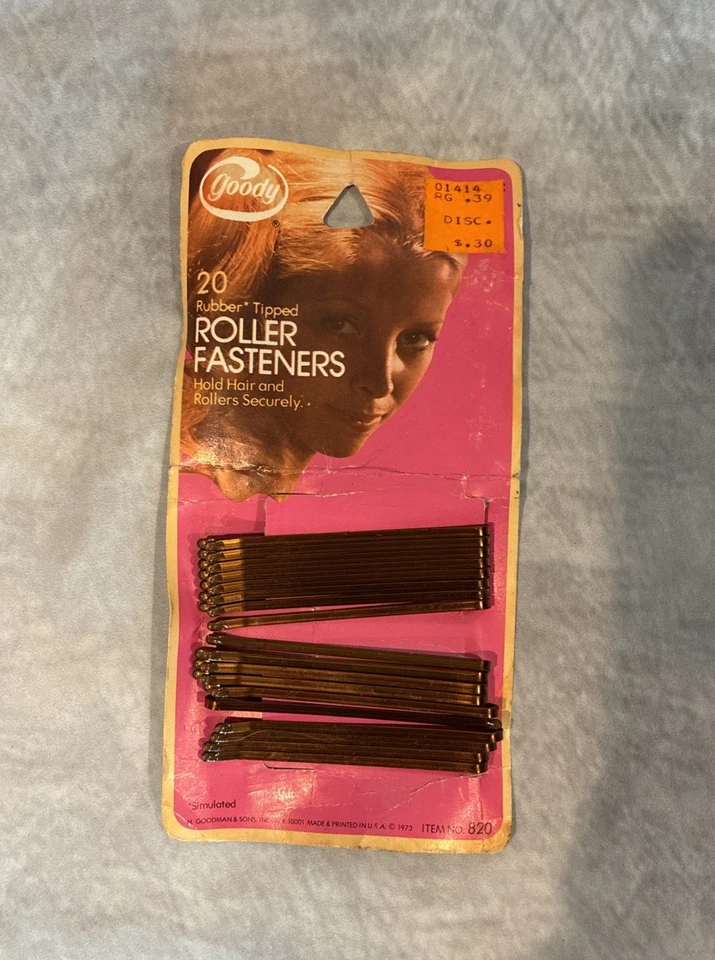 Goody
®
01414
RG .39
DISC.
$.30
20
Rubber* Tipped
ROLLER
FASTENERS
Hold Hair and
Rollers Securely.
*Simulated
H. GOODMAN & SONS, INC. 10001 MADE & PRINTED IN U.S.A. © 1973 ITEM NO. 820